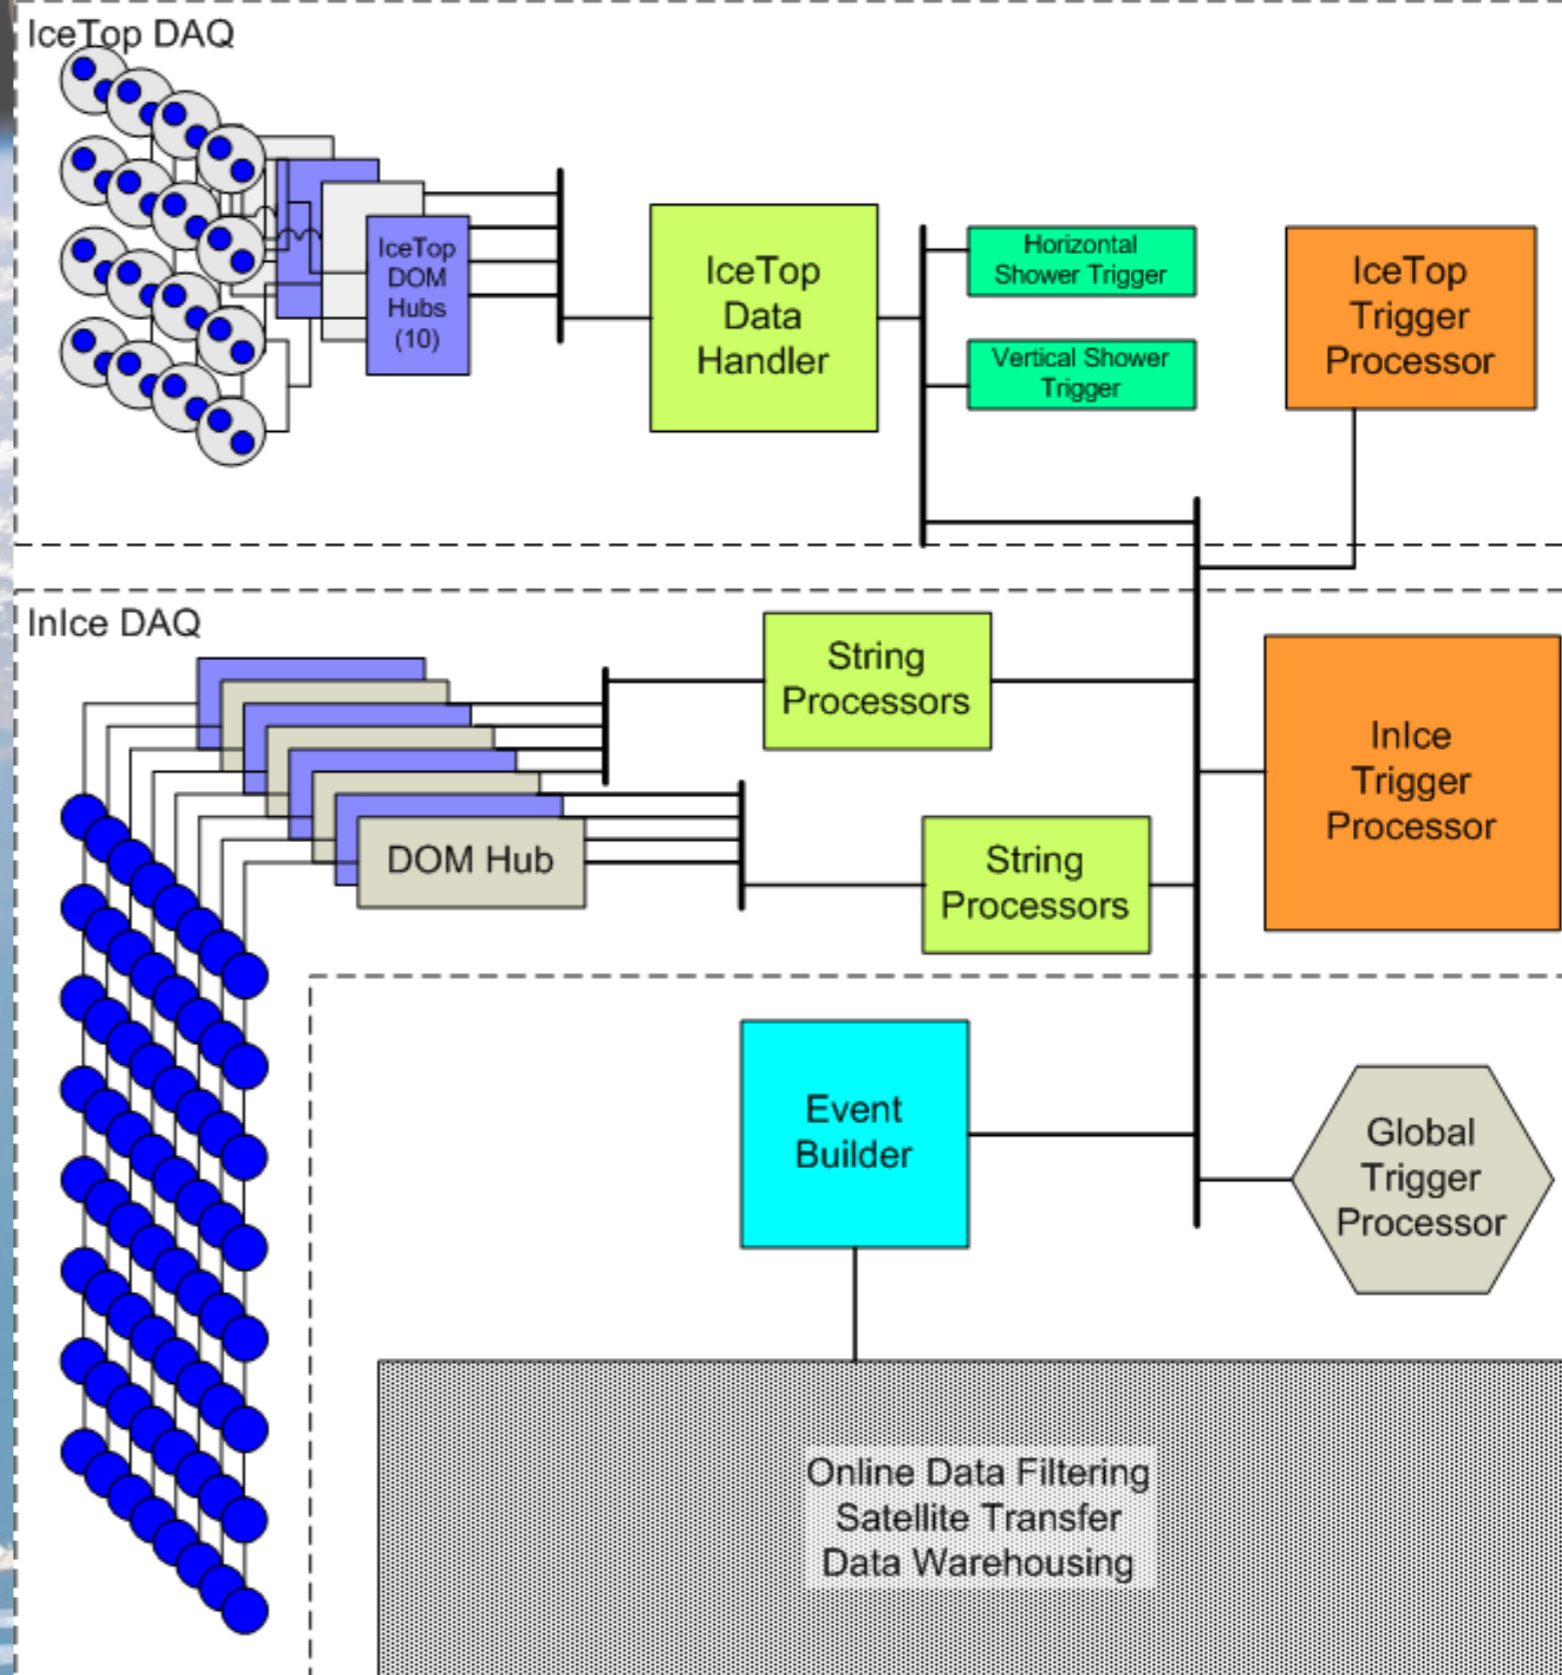 IceTop DAQ
IceTop
DOM
Hubs
(10)
IceTop
Data
Handler
Horizontal
Shower Trigger
Vertical Shower
Trigger
IceTop
Trigger
Processor
InIce DAQ
String
Processors
InIce
Trigger
Processor
DOM Hub
String
Processors
Event
Builder
Global
Trigger
Processor
Online Data Filtering
Satellite Transfer
Data Warehousing